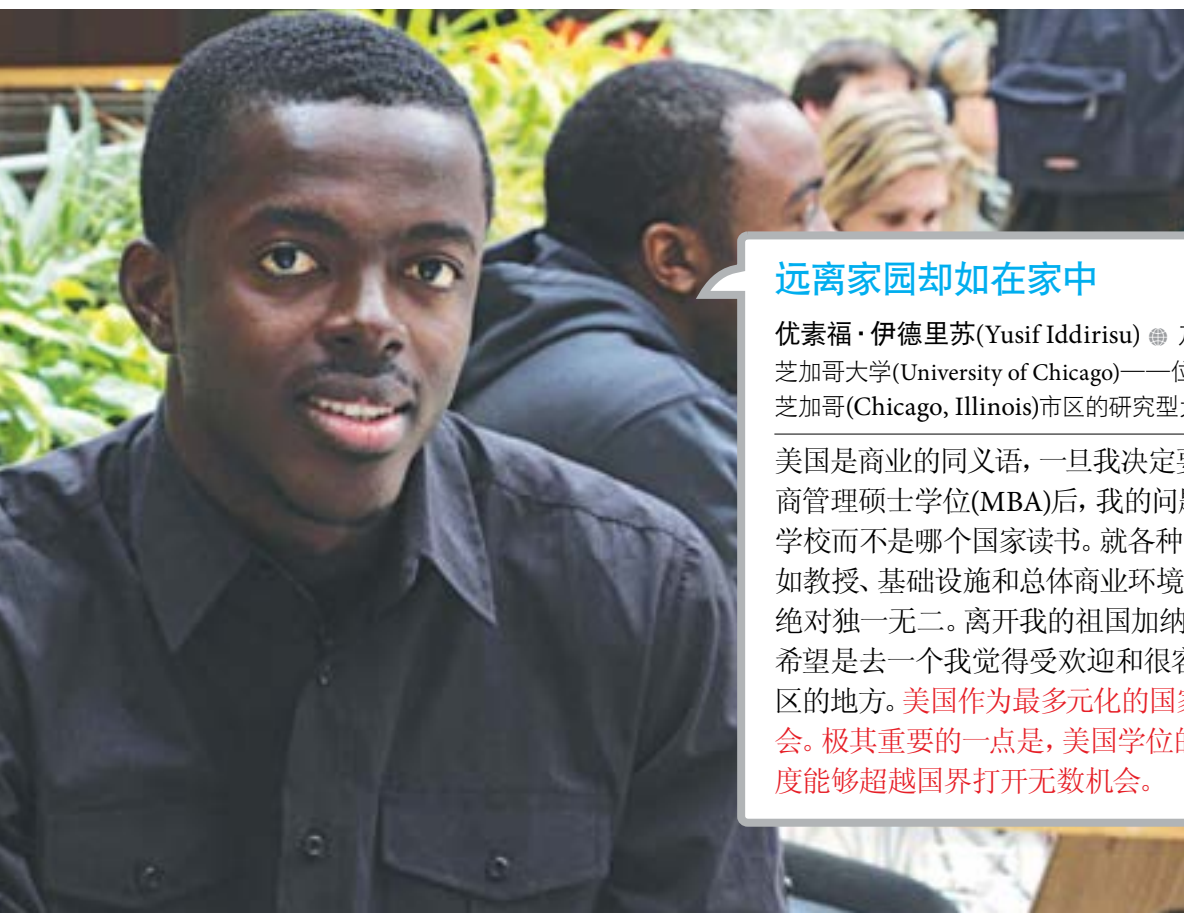 远离家园却如在家中
优素福·伊德里苏(Yusif Iddirisu)
芝加哥大学(University of Chicago)——位
芝加哥(Chicago, Illinois)市区的研究型
美国是商业的同义语，一旦我决定要
商管理硕士学位(MBA)后，我的问题
学校而不是哪个国家读书。就各种
如教授、基础设施和总体商业环境
绝对独一无二。离开我的祖国加纳
希望是去一个我觉得受欢迎和很容
区的地方。美国作为最多元化的国家
会。极其重要的一点是，美国学位的
度能够超越国界打开无数机会。